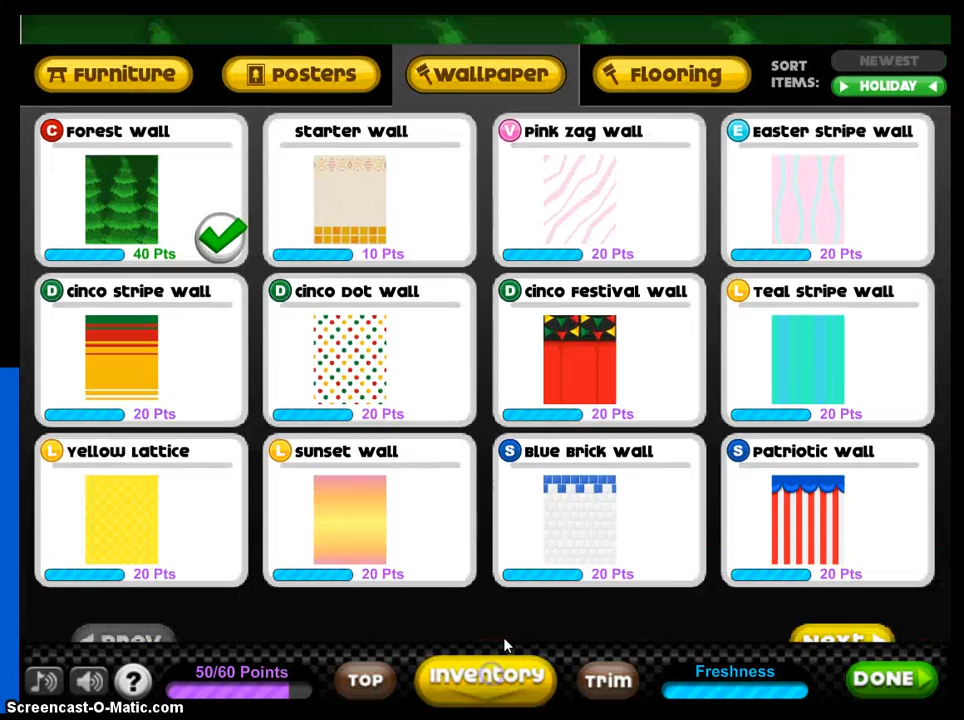 Furniture
Posters
wallpaper
Flooring
SORT ITEMS:
NEWEST
HOLIDAY
C Forest wall
40 Pts
starter wall
10 Pts
V Pink zag wall
20 Pts
E Easter stripe wall
20 Pts
D cinco stripe wall
20 Pts
D cinco Dot wall
20 Pts
D cinco Festival wall
20 Pts
L Teal stripe wall
20 Pts
L Yellow Lattice
20 Pts
L sunset wall
20 Pts
S Blue Brick wall
20 Pts
S Patriotic wall
20 Pts
Prev
Next
?
50/60 Points
TOP
Inventory
Trim
Freshness
DONE
Screencast-O-Matic.com